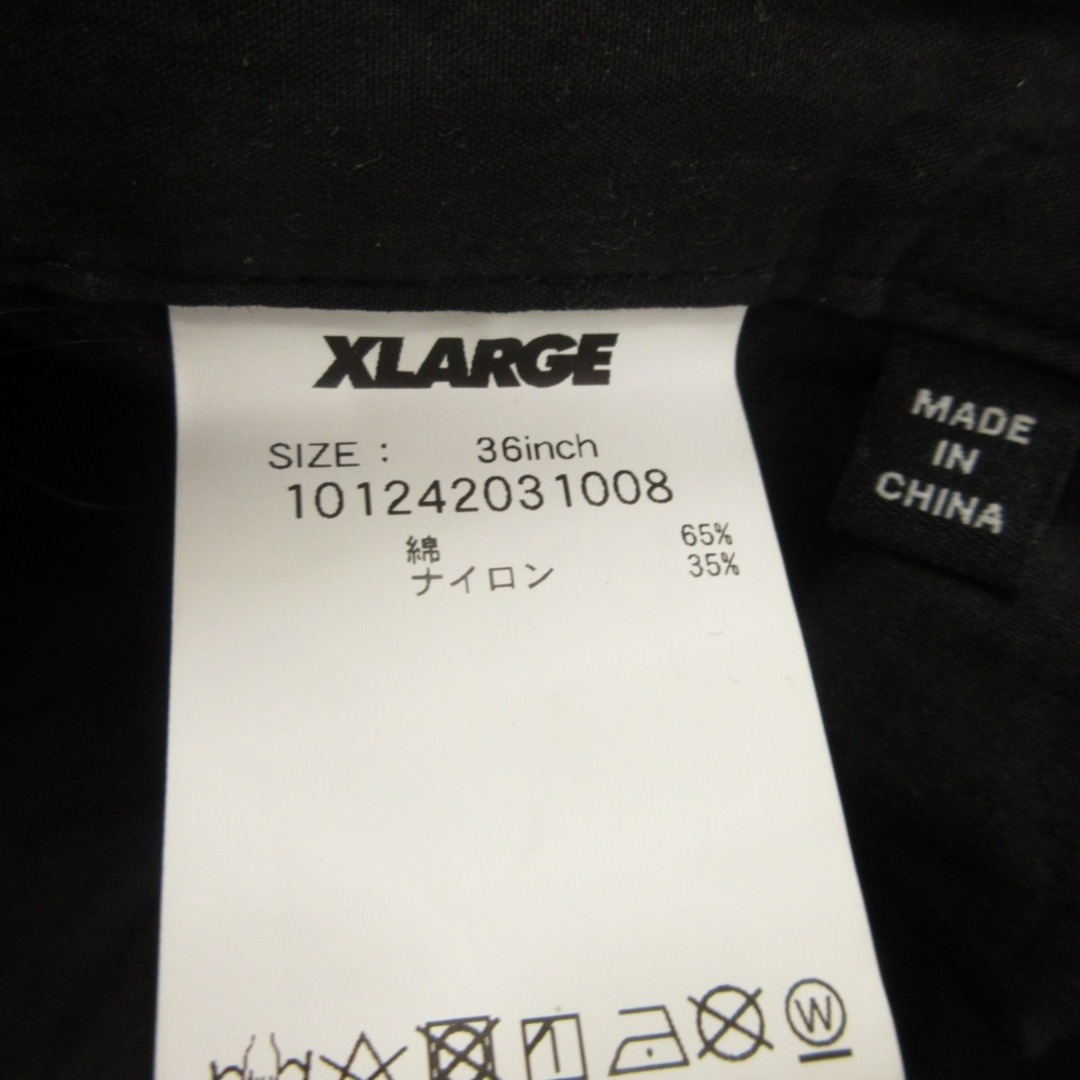 XLARGE
SIZE : 36inch
101242031008
綿 65%
ナイロン 35%
W
MADE
IN
CHINA